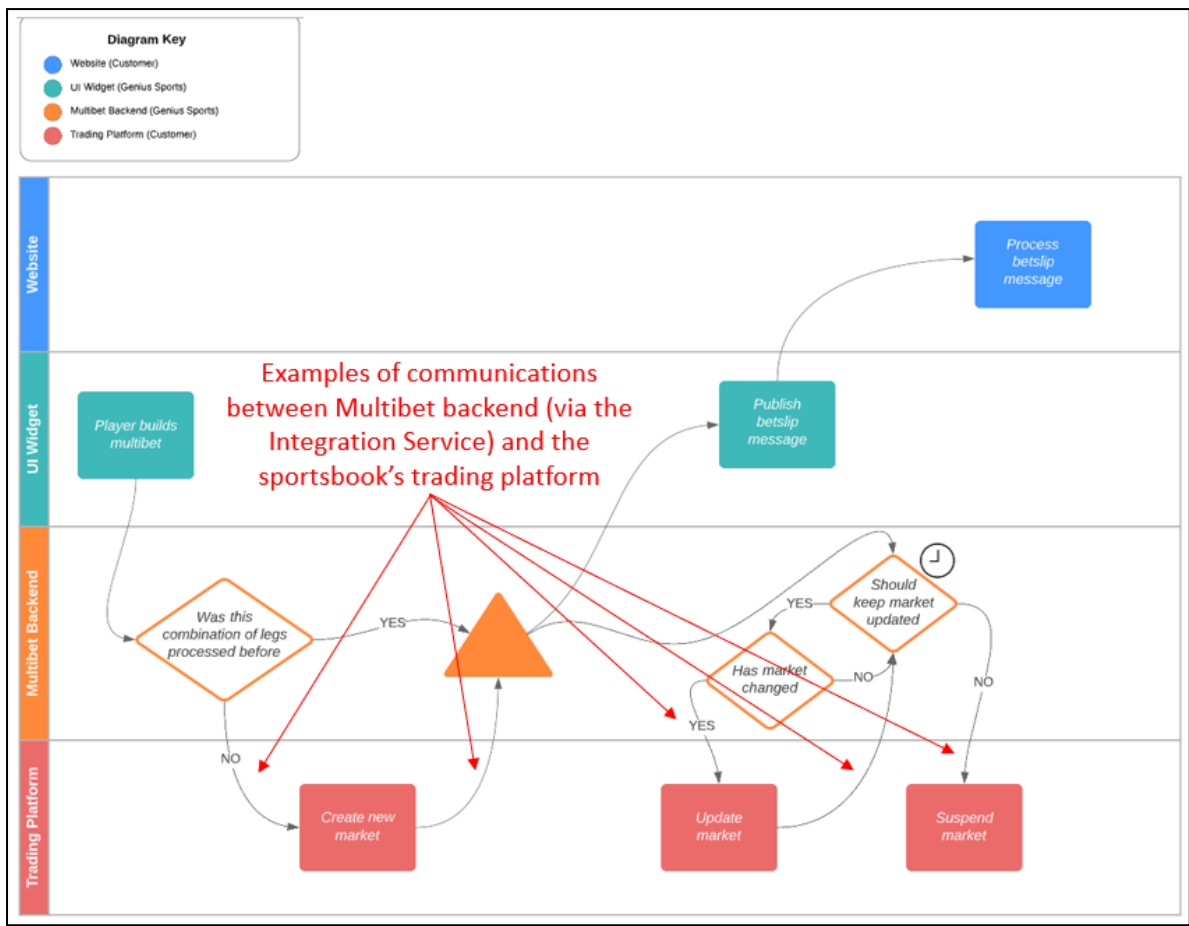 Diagram Key
Website (Customer)
UI Widget (Genius Sports)
Multibet Backend (Genius Sports)
Trading Platform (Customer)
Website
Process
betslip
message
UI Widget
Player builds
multibet
Examples of communications
between Multibet backend (via the
Integration Service) and the
sportsbook's trading platform
Publish
betslip
message
Multibet Backend
Was this
combination of legs
processed before
YES
NO
Should
keep market
updated
YES
Has market
changed
NO
YES
NO
Trading Platform
Create new
market
Update
market
Suspend
market